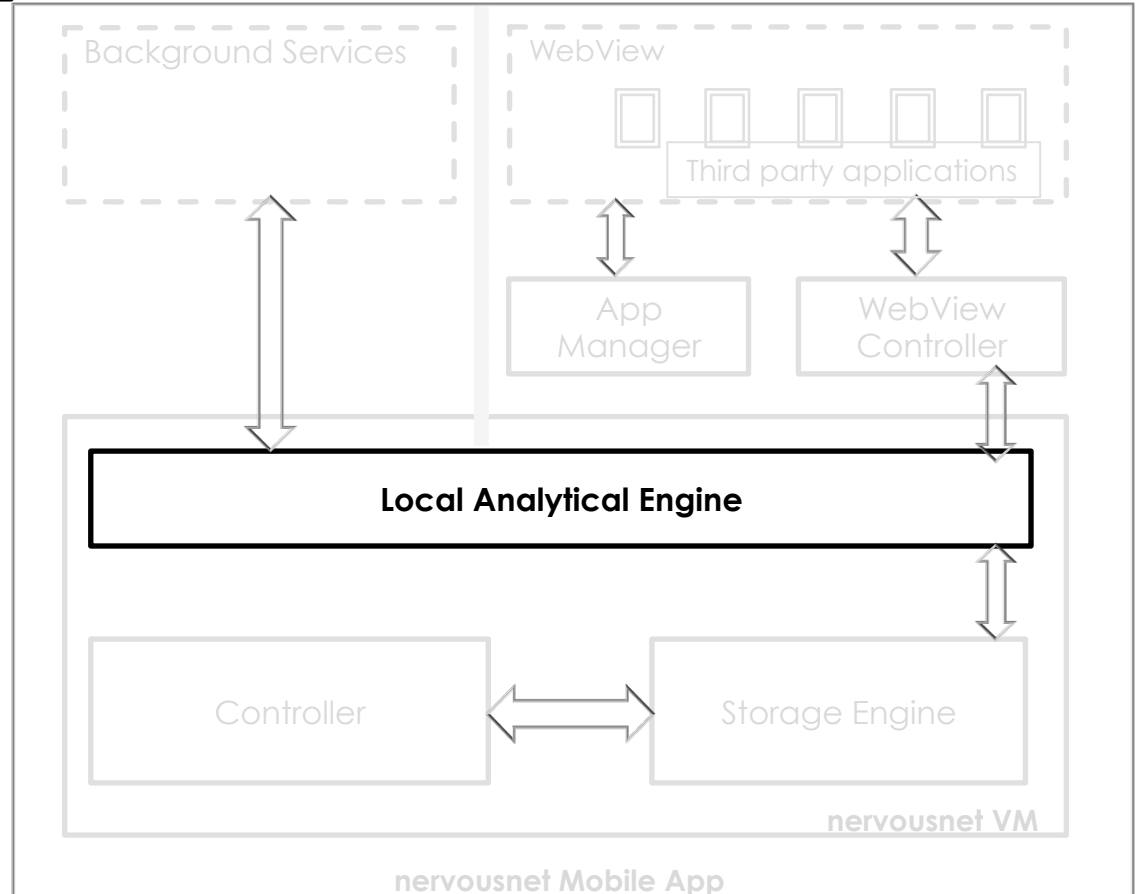 Background Services
WebView
Third party applications
App
Manager
WebView
Controller
Local Analytical Engine
Controller
Storage Engine
nervousnet VM
nervousnet Mobile App